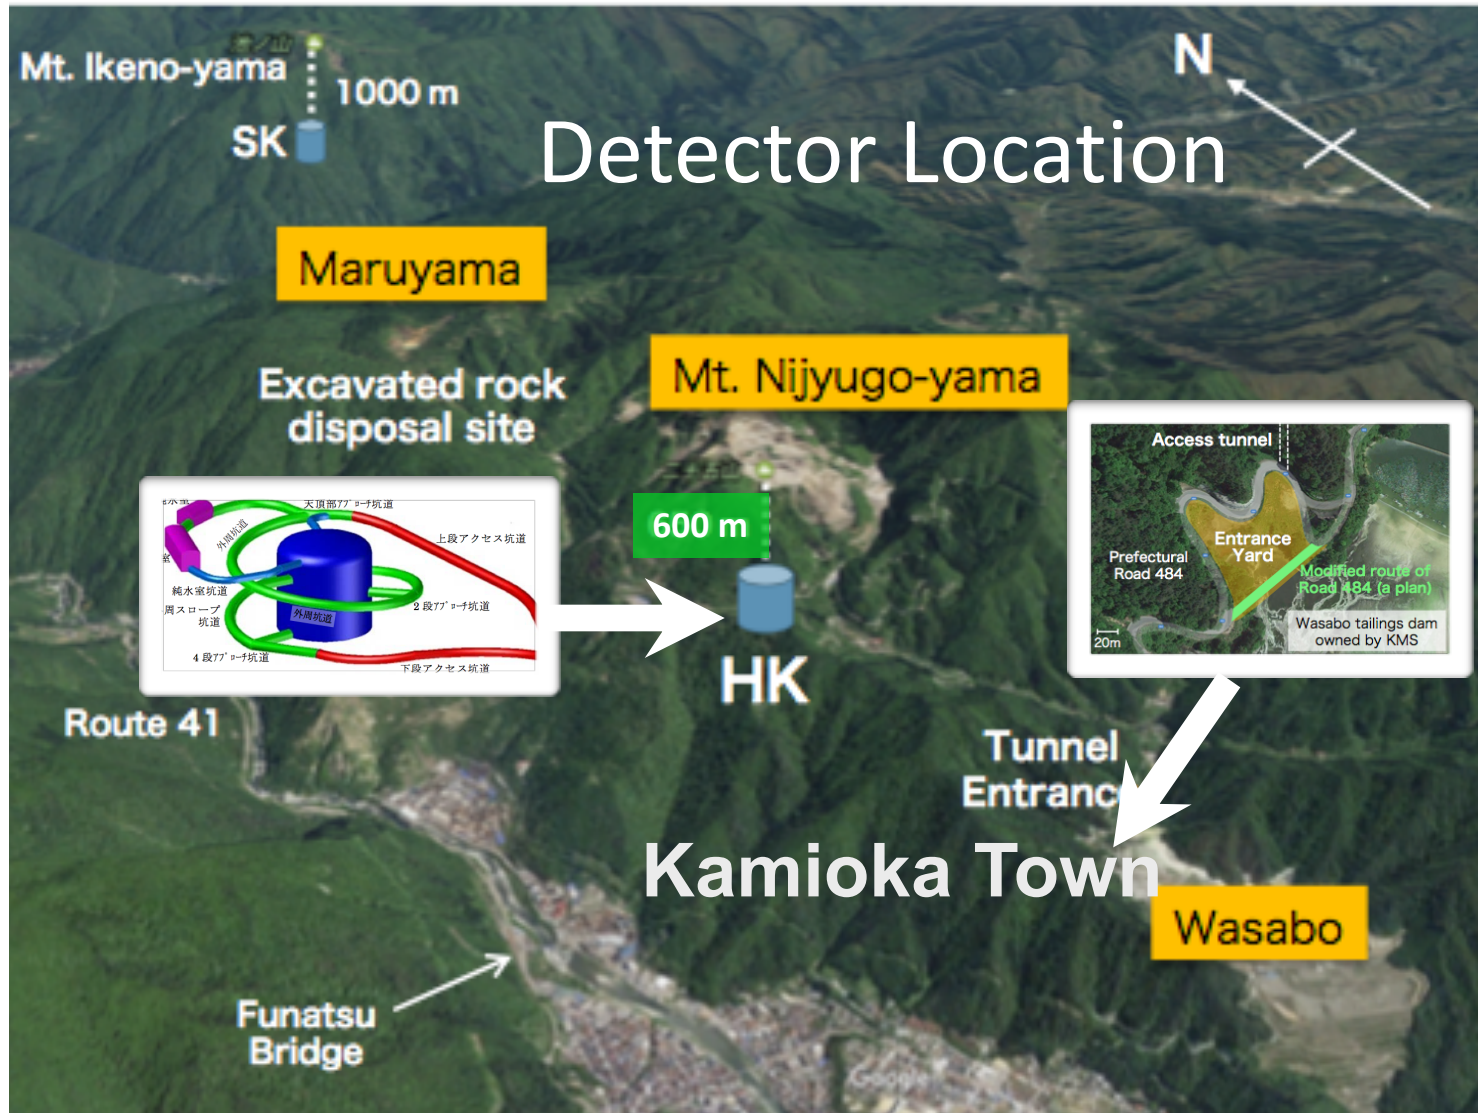 池ノ山
Mt. Ikeno-yama
1000 m
SK
N
Detector Location
Maruyama
Mt. Nijyugo-yama
Excavated rock
disposal site
600 m
HK
天頂部ｱﾌﾟﾛｰﾁ坑道
外周坑道
上段アクセス坑道
純水室坑道
周スロープ
坑道
外周坑道
2段ｱﾌﾟﾛｰﾁ坑道
4段ｱﾌﾟﾛｰﾁ坑道
下段アクセス坑道
Access tunnel
Prefectural
Road 484
Entrance
Yard
Modified route of
Road 484 (a plan)
Wasabo tailings dam
owned by KMS
20m
Route 41
Tunnel
Entranc
Kamioka Town
Wasabo
Funatsu
Bridge
Google